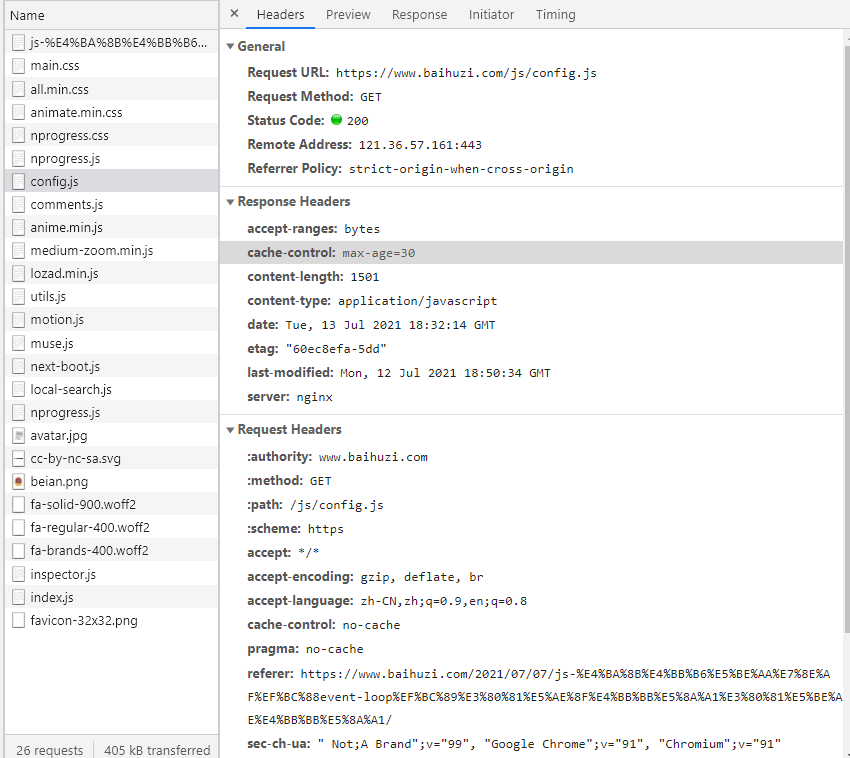 Name
js-%E4%BA%8B%E4%BB%B6...
main.css
all.min.css
animate.min.css
nprogress.css
nprogress.js
config.js
comments.js
anime.min.js
medium-zoom.min.js
lozad.min.js
utils.js
motion.js
muse.js
next-boot.js
local-search.js
nprogress.js
avatar.jpg
cc-by-nc-sa.svg
beian.png
fa-solid-900.woff2
fa-regular-400.woff2
fa-brands-400.woff2
inspector.js
index.js
favicon-32x32.png
26 requests 405 kB transferred
× Headers Preview Response Initiator Timing
General
Request URL: https://www.baihuzi.com/js/config.js
Request Method: GET
Status Code: 200
Remote Address: 121.36.57.161:443
Referrer Policy: strict-origin-when-cross-origin
Response Headers
accept-ranges: bytes
cache-control: max-age=30
content-length: 1501
content-type: application/javascript
date: Tue, 13 Jul 2021 18:32:14 GMT
etag: "60ec8efa-5dd"
last-modified: Mon, 12 Jul 2021 18:50:34 GMT
server: nginx
Request Headers
:authority: www.baihuzi.com
:method: GET
:path: /js/config.js
:scheme: https
accept: */*
accept-encoding: gzip, deflate, br
accept-language: zh-CN,zh;q=0.9,en;q=0.8
cache-control: no-cache
pragma: no-cache
referer: https://www.baihuzi.com/2021/07/07/js-%E4%BA%8B%E4%BB%B6%E5%BE%AA%E7%8E%A
F%EF%BC%88event-loop%EF%BC%89%E3%80%81%E5%AE%8F%E4%BB%BB%E5%8A%A1%E3%80%81%E5%BE%A
E%E4%BB%BB%E5%8A%A1/
sec-ch-ua: " Not;A Brand";v="99", "Google Chrome";v="91", "Chromium";v="91"